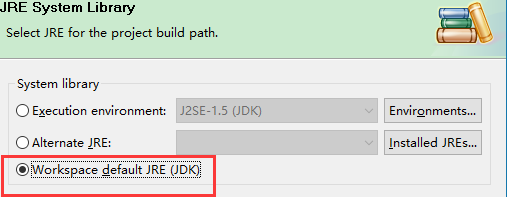 JRE System Library
Select JRE for the project build path.
System library
Execution environment: J2SE-1.5 (JDK) Environments...
Alternate JRE: Installed JREs...
Workspace default JRE (JDK)